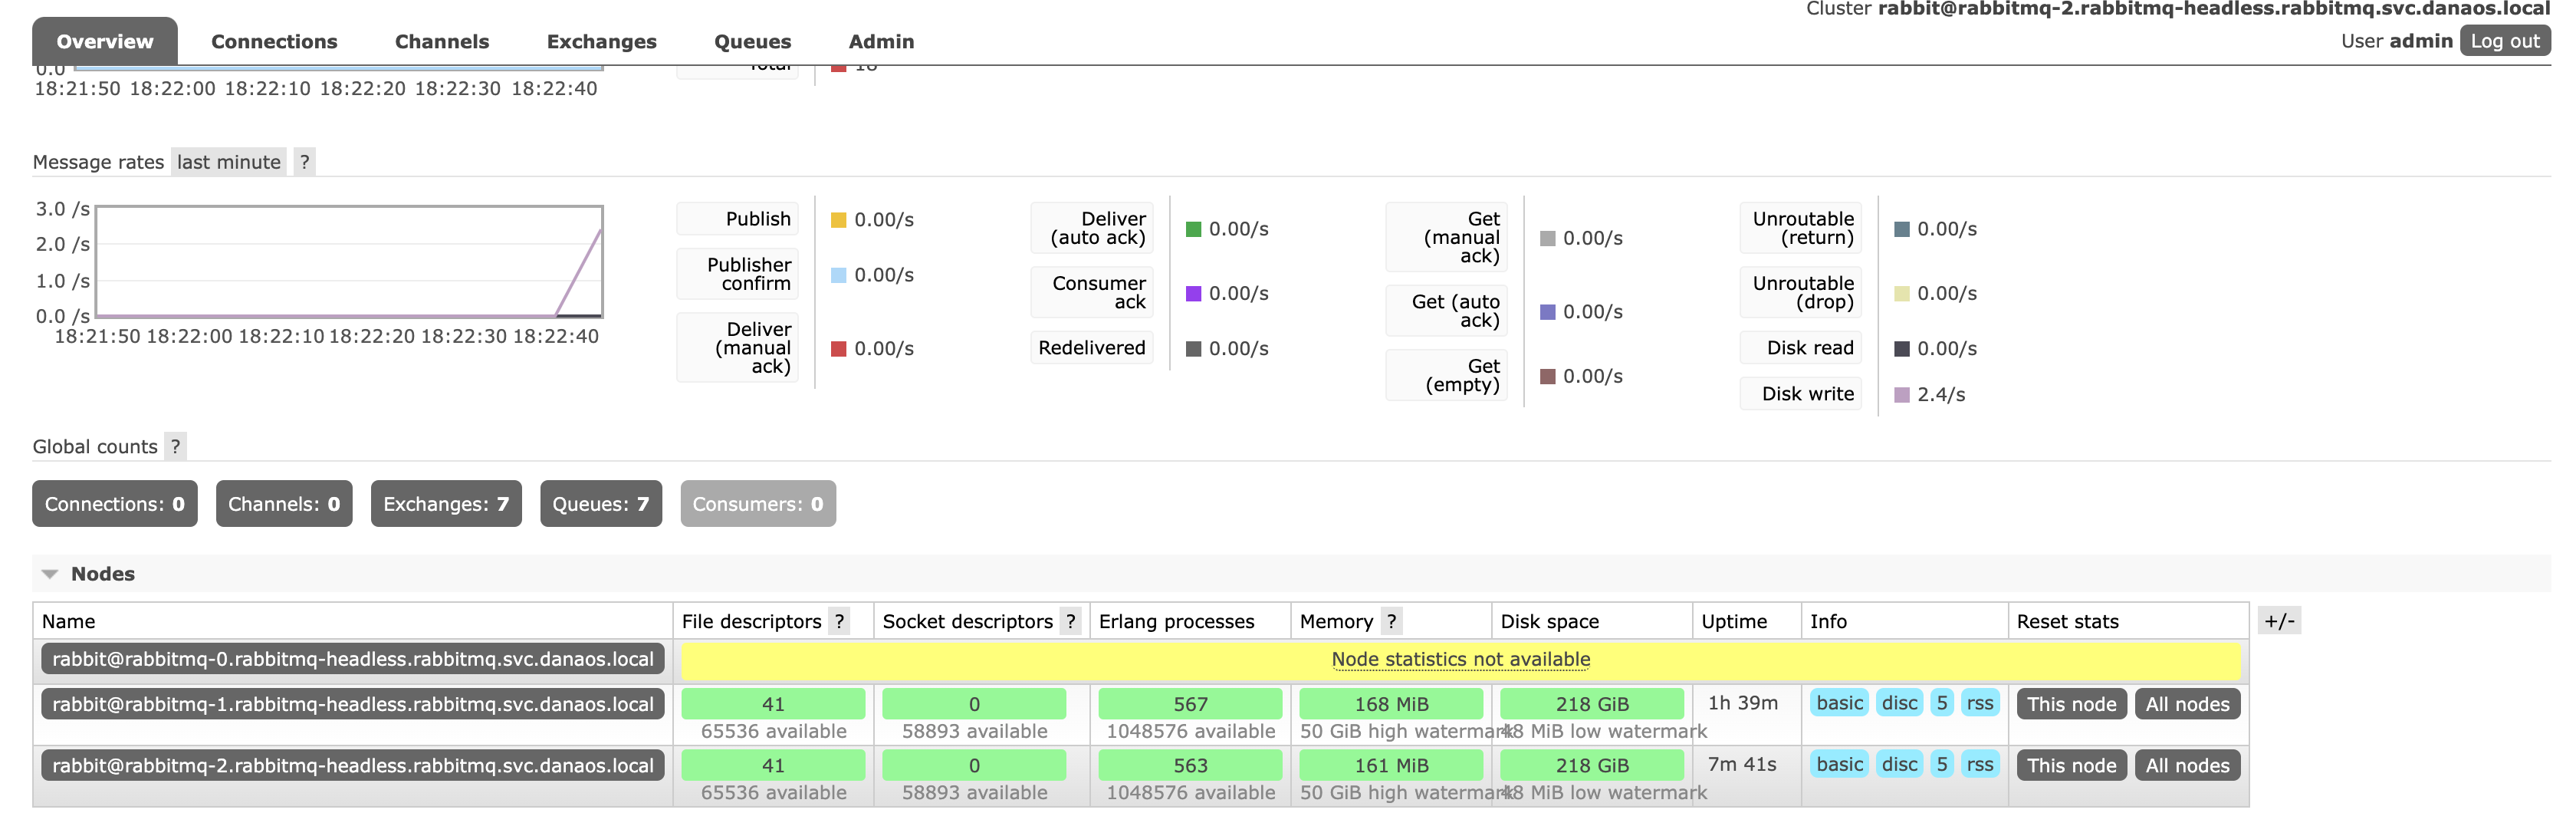 Cluster rabbit@rabbitmq-2.rabbitmq-headless.rabbitmq.svc.danaos.local
Overview Connections Channels Exchanges Queues Admin
User admin Log out
0.0
Total 18
18:21:50 18:22:00 18:22:10 18:22:20 18:22:30 18:22:40
Message rates last minute ?
3.0 /s
2.0 /s
1.0 /s
0.0 /s
18:21:50 18:22:00 18:22:10 18:22:20 18:22:30 18:22:40
Publish 0.00/s
Publisher
confirm 0.00/s
Deliver
(manual
ack) 0.00/s
Deliver
(auto ack) 0.00/s
Consumer
ack 0.00/s
Redelivered 0.00/s
Get
(manual
ack) 0.00/s
Get (auto
ack) 0.00/s
Get
(empty) 0.00/s
Unroutable
(return) 0.00/s
Unroutable
(drop) 0.00/s
Disk read 0.00/s
Disk write 2.4/s
Global counts ?
Connections: 0 Channels: 0 Exchanges: 7 Queues: 7 Consumers: 0
Nodes
Name File descriptors ? Socket descriptors ? Erlang processes Memory ? Disk space Uptime Info Reset stats +/-
rabbit@rabbitmq-0.rabbitmq-headless.rabbitmq.svc.danaos.local Node statistics not available
rabbit@rabbitmq-1.rabbitmq-headless.rabbitmq.svc.danaos.local 41 0 567 168 MiB 218 GiB 1h 39m basic disc 5 rss This node All nodes
65536 available 58893 available 1048576 available 50 GiB high watermark 48 MiB low watermark
rabbit@rabbitmq-2.rabbitmq-headless.rabbitmq.svc.danaos.local 41 0 563 161 MiB 218 GiB 7m 41s basic disc 5 rss This node All nodes
65536 available 58893 available 1048576 available 50 GiB high watermark 48 MiB low watermark